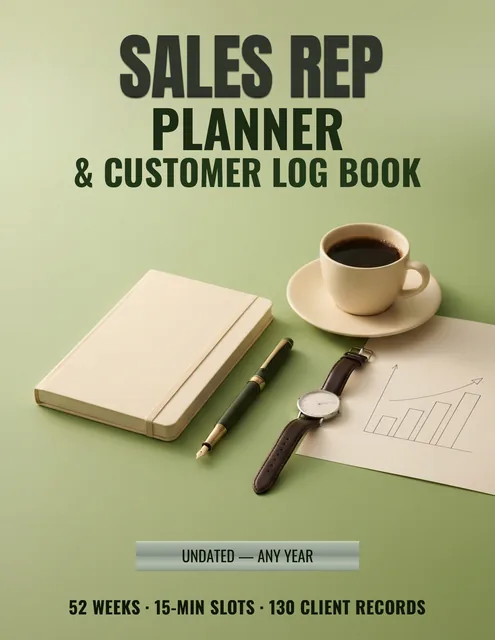 SALES REP
PLANNER
& CUSTOMER LOG BOOK
UNDATED — ANY YEAR
52 WEEKS · 15-MIN SLOTS · 130 CLIENT RECORDS